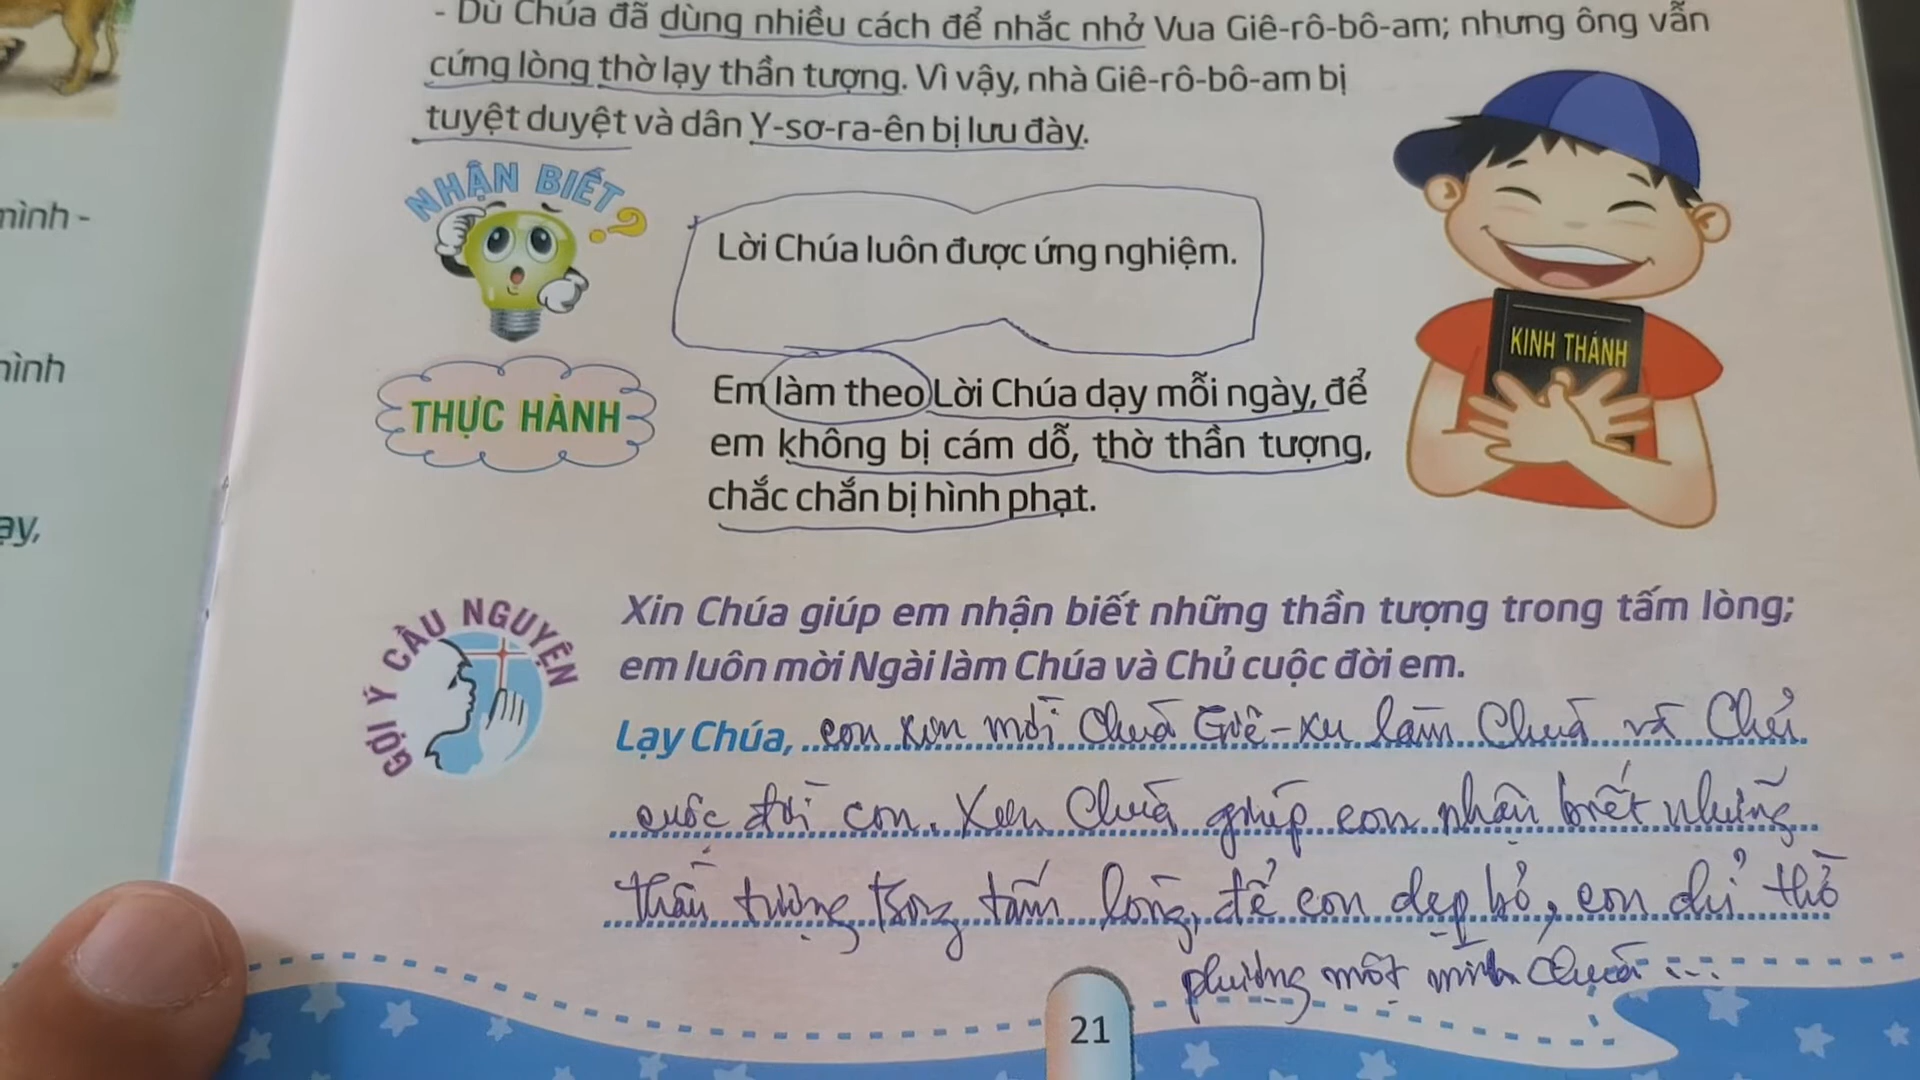 - Dù Chúa đã dùng nhiều cách để nhắc nhở Vua Giê-rô-bô-am; nhưng ông vẫn
cứng lòng thờ lạy thần tượng. Vì vậy, nhà Giê-rô-bô-am bị
tuyệt duyệt và dân Y-sơ-ra-ên bị lưu đày.
mình -
NHẬN BIẾT?
Lời Chúa luôn được ứng nghiệm.
KINH THÁNH
THỰC HÀNH
Em làm theo Lời Chúa dạy mỗi ngày, để
em không bị cám dỗ, thờ thần tượng,
chắc chắn bị hình phạt.
GỢI Ý CẦU NGUYỆN
Xin Chúa giúp em nhận biết những thần tượng trong tấm lòng;
em luôn mời Ngài làm Chúa và Chủ cuộc đời em.
Lạy Chúa, con xin mời Chúa Giê-xu làm Chúa và Chủ
cuộc đời con. Xin Chúa giúp con nhận biết những
thần tượng trong tấm lòng, để con dẹp bỏ, con chỉ thờ
phượng một mình Chúa...
21